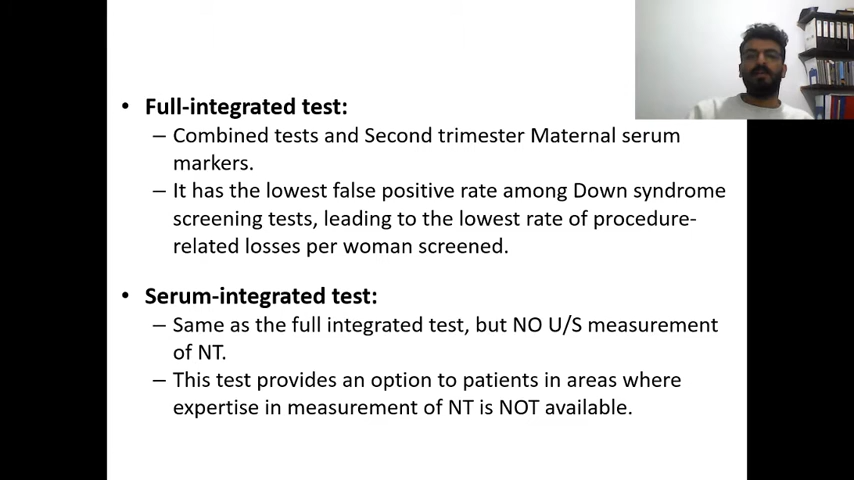 • Full-integrated test:
– Combined tests and Second trimester Maternal serum
markers.
– It has the lowest false positive rate among Down syndrome
screening tests, leading to the lowest rate of procedure-
related losses per woman screened.
• Serum-integrated test:
– Same as the full integrated test, but NO U/S measurement
of NT.
– This test provides an option to patients in areas where
expertise in measurement of NT is NOT available.